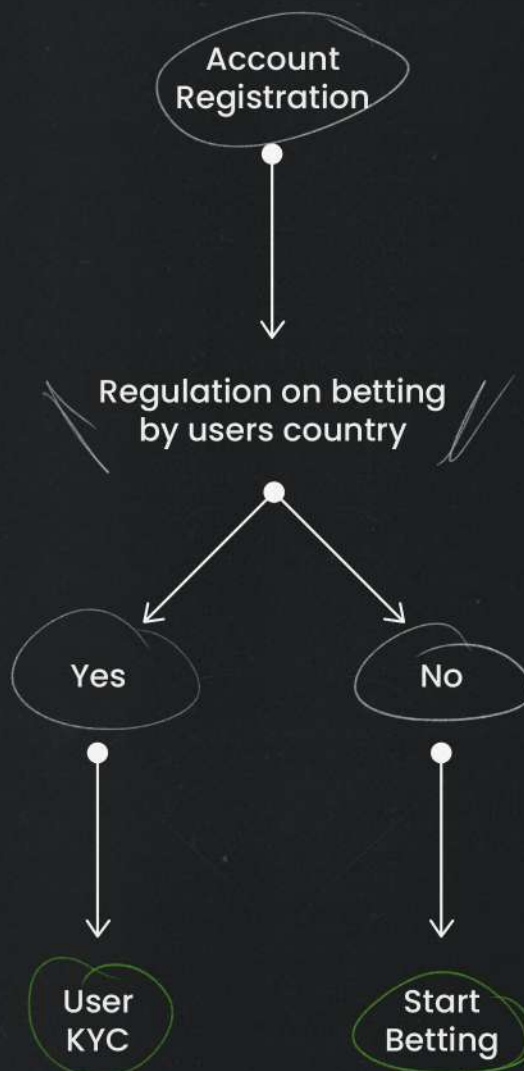 Account
Registration
Regulation on betting
by users country
Yes
No
User
KYC
Start
Betting